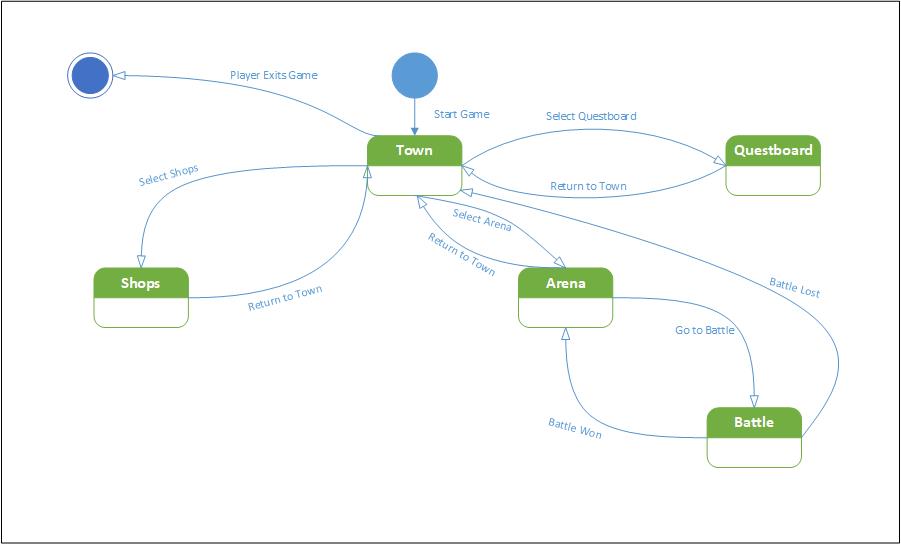 Player Exits Game
Start Game
Select Questboard
Town
Questboard
Select Shops
Return to Town
Select Arena
Return to Town
Shops
Return to Town
Arena
Battle Lost
Go to Battle
Battle Won
Battle